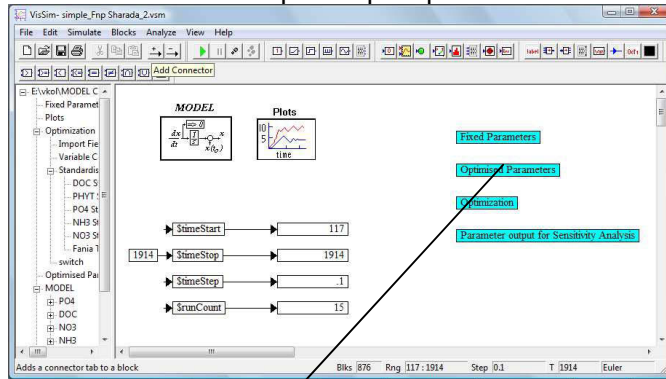 VisSim- simple_Fnp Sharada_2.vsm
File Edit Simulate Blocks Analyze View Help
Add Connector
E:\vkof\MODEL C
Fixed Paramet
Plots
Optimization
Import Fie
Variable C
Standardis
DOC S
PHYT S
PO4 St
NH3 St
NO3 St
Fania T
switch
Optimised Par
MODEL
PO4
DOC
NO3
NH3
MODEL
Plots
10
5
time
Fixed Parameters
Optimised Parameters
Optimization
Parameter output for Sensitivity Analysis
$timeStart 117
1914 $timeStop 1914
$timeStep .1
$runCount 15
Adds a connector tab to a block Blks 876 Rng 117 : 1914 Step 0.1 T 1914 Euler